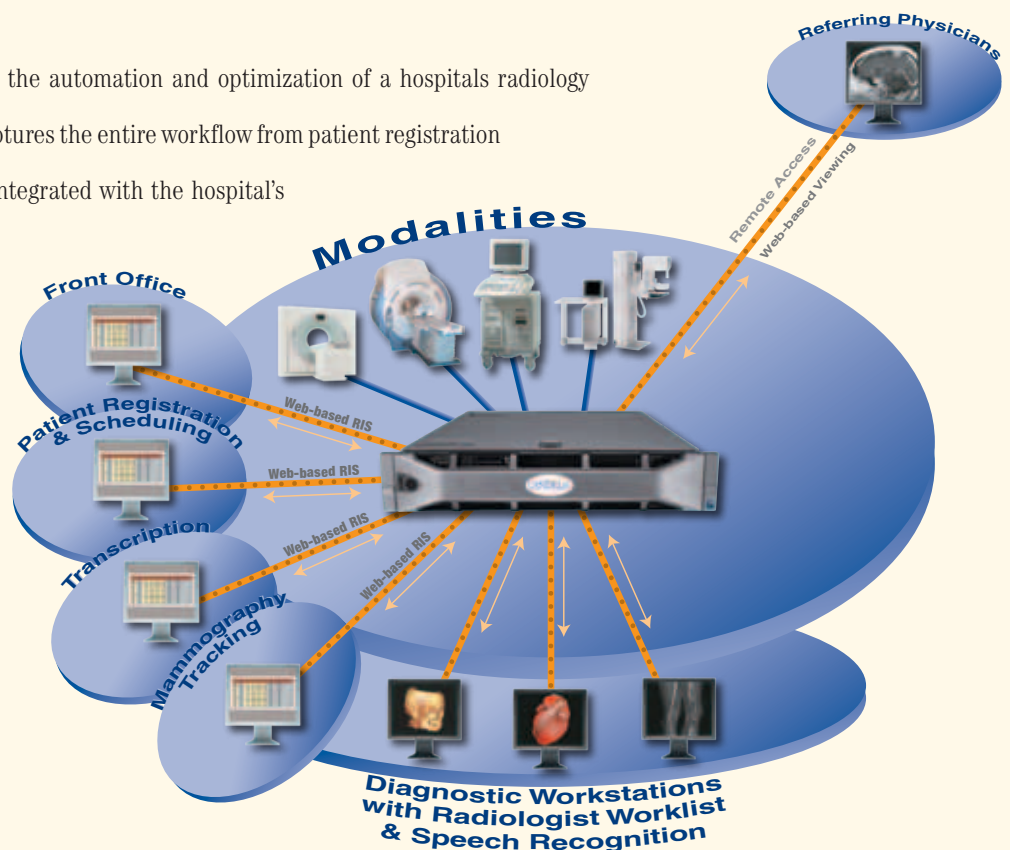 Referring Physicians
the automation and optimization of a hospitals radiology
tures the entire workflow from patient registration
ntegrated with the hospital's
Remote Access
Web-based Viewing
Modalities
Front Office
Web-based RIS
Patient Registration
& Scheduling
Web-based RIS
Transcription
Web-based RIS
Mammography
Tracking
Web-based RIS
Diagnostic Workstations
with Radiologist Worklist
& Speech Recognition